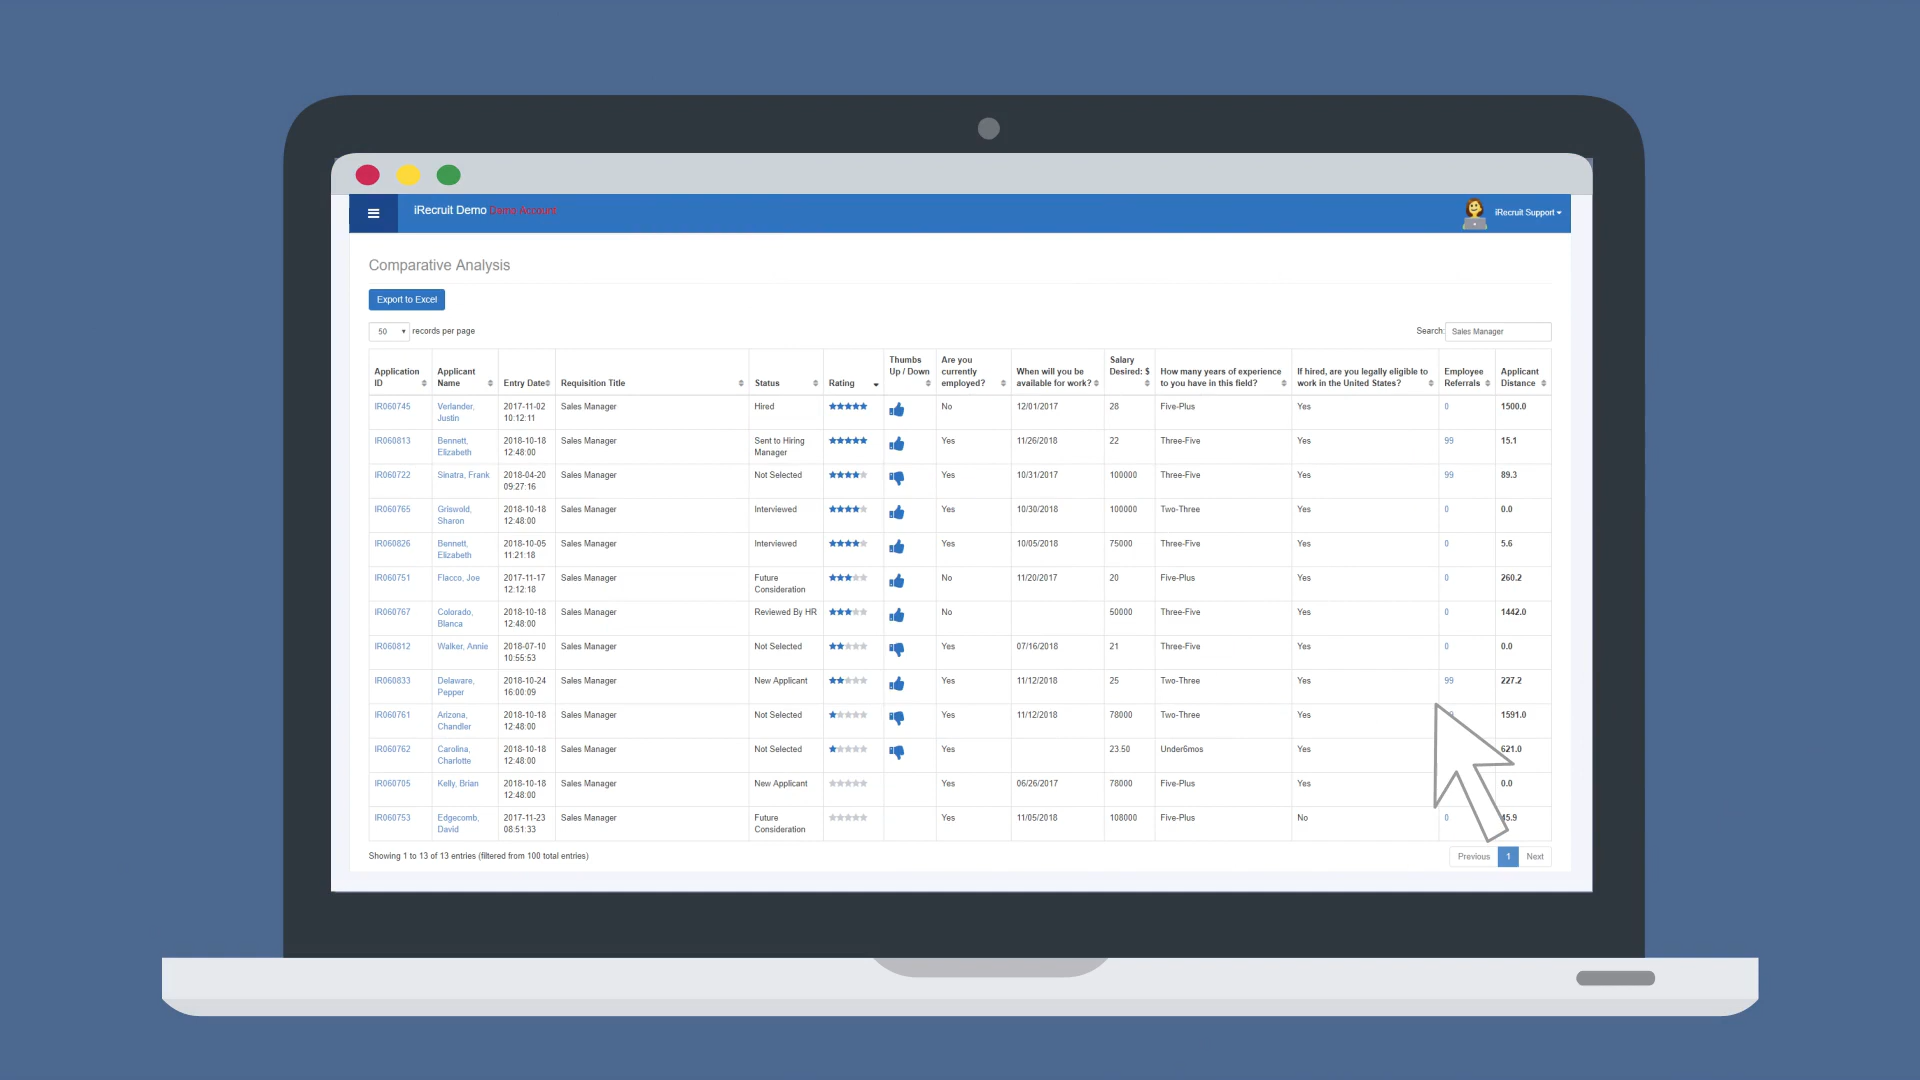 iRecruit Demo Demo Account
iRecruit Support
Comparative Analysis
Export to Excel
50 records per page
Search: Sales Manager
Application ID Applicant Name Entry Date Requisition Title Status Rating Thumbs Up / Down Are you currently employed? When will you be available for work? Salary Desired: $ How many years of experience to you have in this field? If hired, are you legally eligible to work in the United States? Employee Referrals Applicant Distance
IR060745 Verlander, Justin 2017-11-02 10:12:11 Sales Manager Hired No 12/01/2017 28 Five-Plus Yes 0 1500.0
IR060813 Bennett, Elizabeth 2018-10-18 12:48:00 Sales Manager Sent to Hiring Manager Yes 11/26/2018 22 Three-Five Yes 99 15.1
IR060722 Sinatra, Frank 2018-04-20 09:27:16 Sales Manager Not Selected Yes 10/31/2017 100000 Three-Five Yes 99 89.3
IR060765 Griswold, Sharon 2018-10-18 12:48:00 Sales Manager Interviewed Yes 10/30/2018 100000 Two-Three Yes 0 0.0
IR060826 Bennett, Elizabeth 2018-10-05 11:21:18 Sales Manager Interviewed Yes 10/05/2018 75000 Three-Five Yes 0 5.6
IR060751 Flacco, Joe 2017-11-17 12:12:18 Sales Manager Future Consideration No 11/20/2017 20 Five-Plus Yes 0 260.2
IR060767 Colorado, Blanca 2018-10-18 12:48:00 Sales Manager Reviewed By HR No 50000 Three-Five Yes 0 1442.0
IR060812 Walker, Annie 2018-07-10 10:55:53 Sales Manager Not Selected Yes 07/16/2018 21 Three-Five Yes 0 0.0
IR060833 Delaware, Pepper 2018-10-24 16:00:09 Sales Manager New Applicant Yes 11/12/2018 25 Two-Three Yes 99 227.2
IR060761 Arizona, Chandler 2018-10-18 12:48:00 Sales Manager Not Selected Yes 11/12/2018 78000 Two-Three Yes 1591.0
IR060762 Carolina, Charlotte 2018-10-18 12:48:00 Sales Manager Not Selected Yes 23.50 Under6mos Yes 621.0
IR060705 Kelly, Brian 2018-10-18 12:48:00 Sales Manager New Applicant Yes 06/26/2017 78000 Five-Plus Yes 0.0
IR060753 Edgecomb, David 2017-11-23 08:51:33 Sales Manager Future Consideration Yes 11/05/2018 108000 Five-Plus No 0 45.9
Showing 1 to 13 of 13 entries (filtered from 100 total entries)
Previous 1 Next